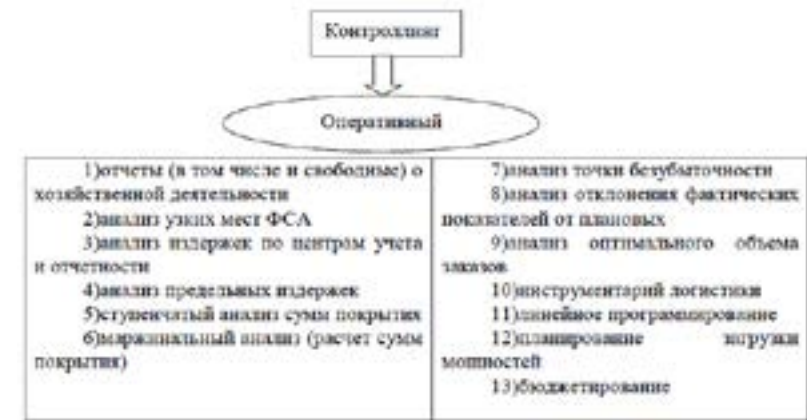 Контроллинг
Оперативный
1)отчеты (в том числе и свободные) о
хозяйственной деятельности
2)анализ узких мест ФСА
3)анализ издержек по центрам учета
и отчетности
4)анализ предельных издержек
5)ступенчатый анализ сумм покрытия
6)маржинальный анализ (расчет сумм
покрытия)
7)анализ точки безубыточности
8)анализ отклонения фактических
показателей от плановых
9)анализ оптимального объема
заказов
10)инструментарий логистики
11)линейное программирование
12)планирование загрузки
мощностей
13)бюджетирование